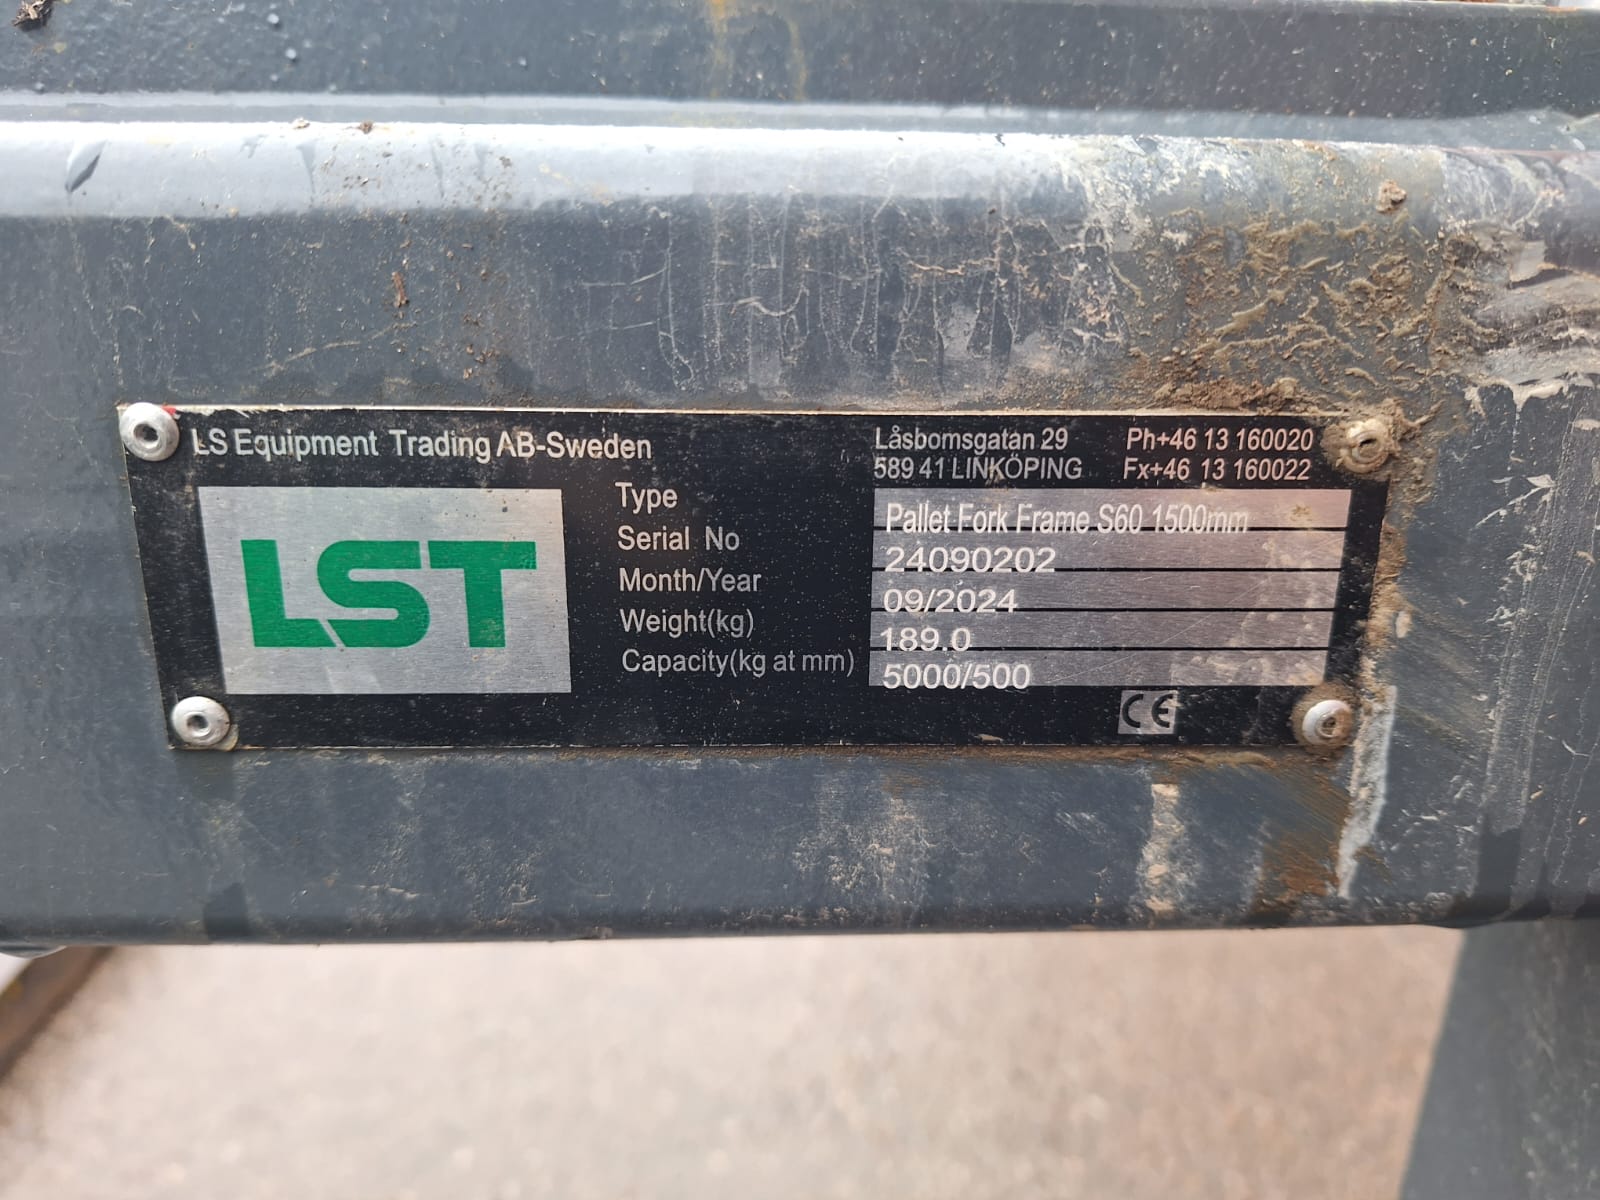 LS Equipment Trading AB-Sweden
Låsbomsgatan 29 Ph+46 13 160020
589 41 LINKÖPING Fx+46 13 160022
LST
Type Pallet Fork Frame S60 1500mm
Serial No 24090202
Month/Year 09/2024
Weight(kg) 189.0
Capacity(kg at mm) 5000/500
CE